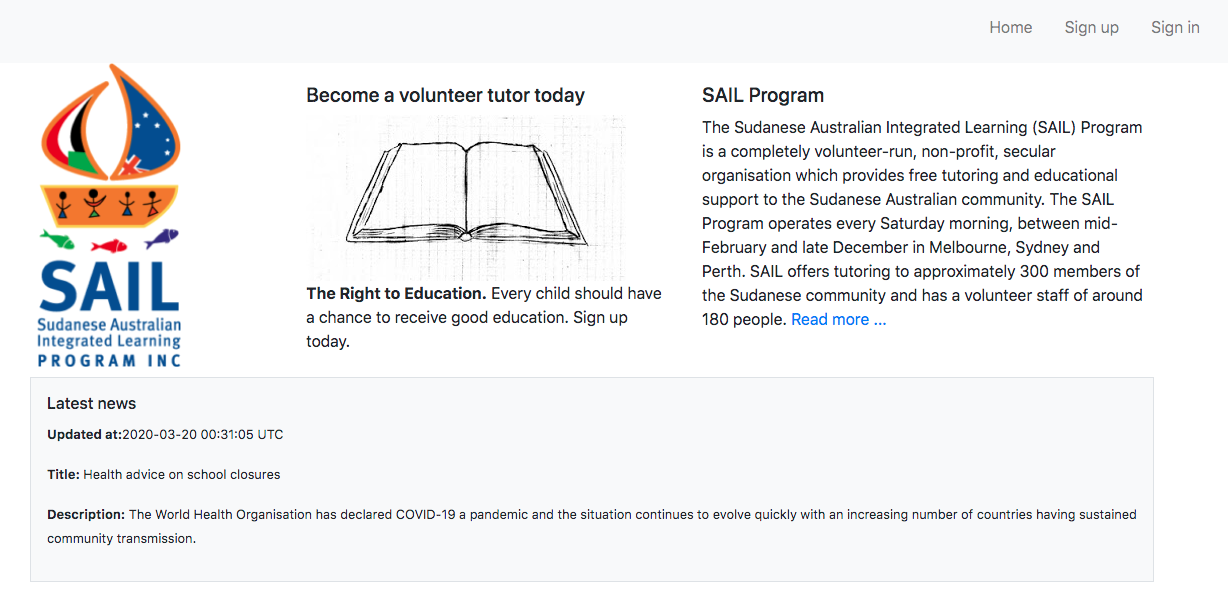 Home Sign up Sign in
SAIL
Sudanese Australian
Integrated Learning
PROGRAM INC
Become a volunteer tutor today
The Right to Education. Every child should have
a chance to receive good education. Sign up
today.
SAIL Program
The Sudanese Australian Integrated Learning (SAIL) Program
is a completely volunteer-run, non-profit, secular
organisation which provides free tutoring and educational
support to the Sudanese Australian community. The SAIL
Program operates every Saturday morning, between mid-
February and late December in Melbourne, Sydney and
Perth. SAIL offers tutoring to approximately 300 members of
the Sudanese community and has a volunteer staff of around
180 people. Read more ...
Latest news
Updated at:2020-03-20 00:31:05 UTC
Title: Health advice on school closures
Description: The World Health Organisation has declared COVID-19 a pandemic and the situation continues to evolve quickly with an increasing number of countries having sustained
community transmission.